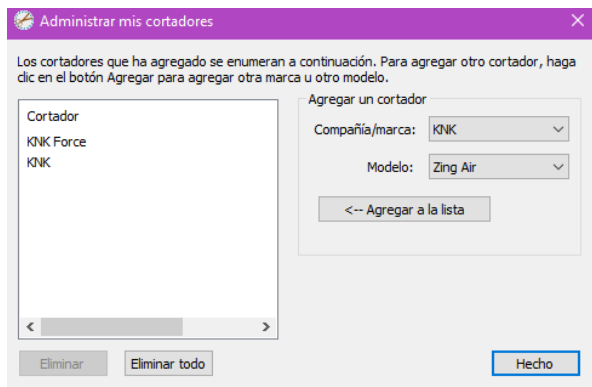 Administrar mis cortadores
Los cortadores que ha agregado se enumeran a continuación. Para agregar otro cortador, haga
clic en el botón Agregar para agregar otra marca u otro modelo.
Cortador
KNK Force
KNK
Agregar un cortador
Compañía/marca: KNK
Modelo: Zing Air
<-- Agregar a la lista
Eliminar
Eliminar todo
Hecho